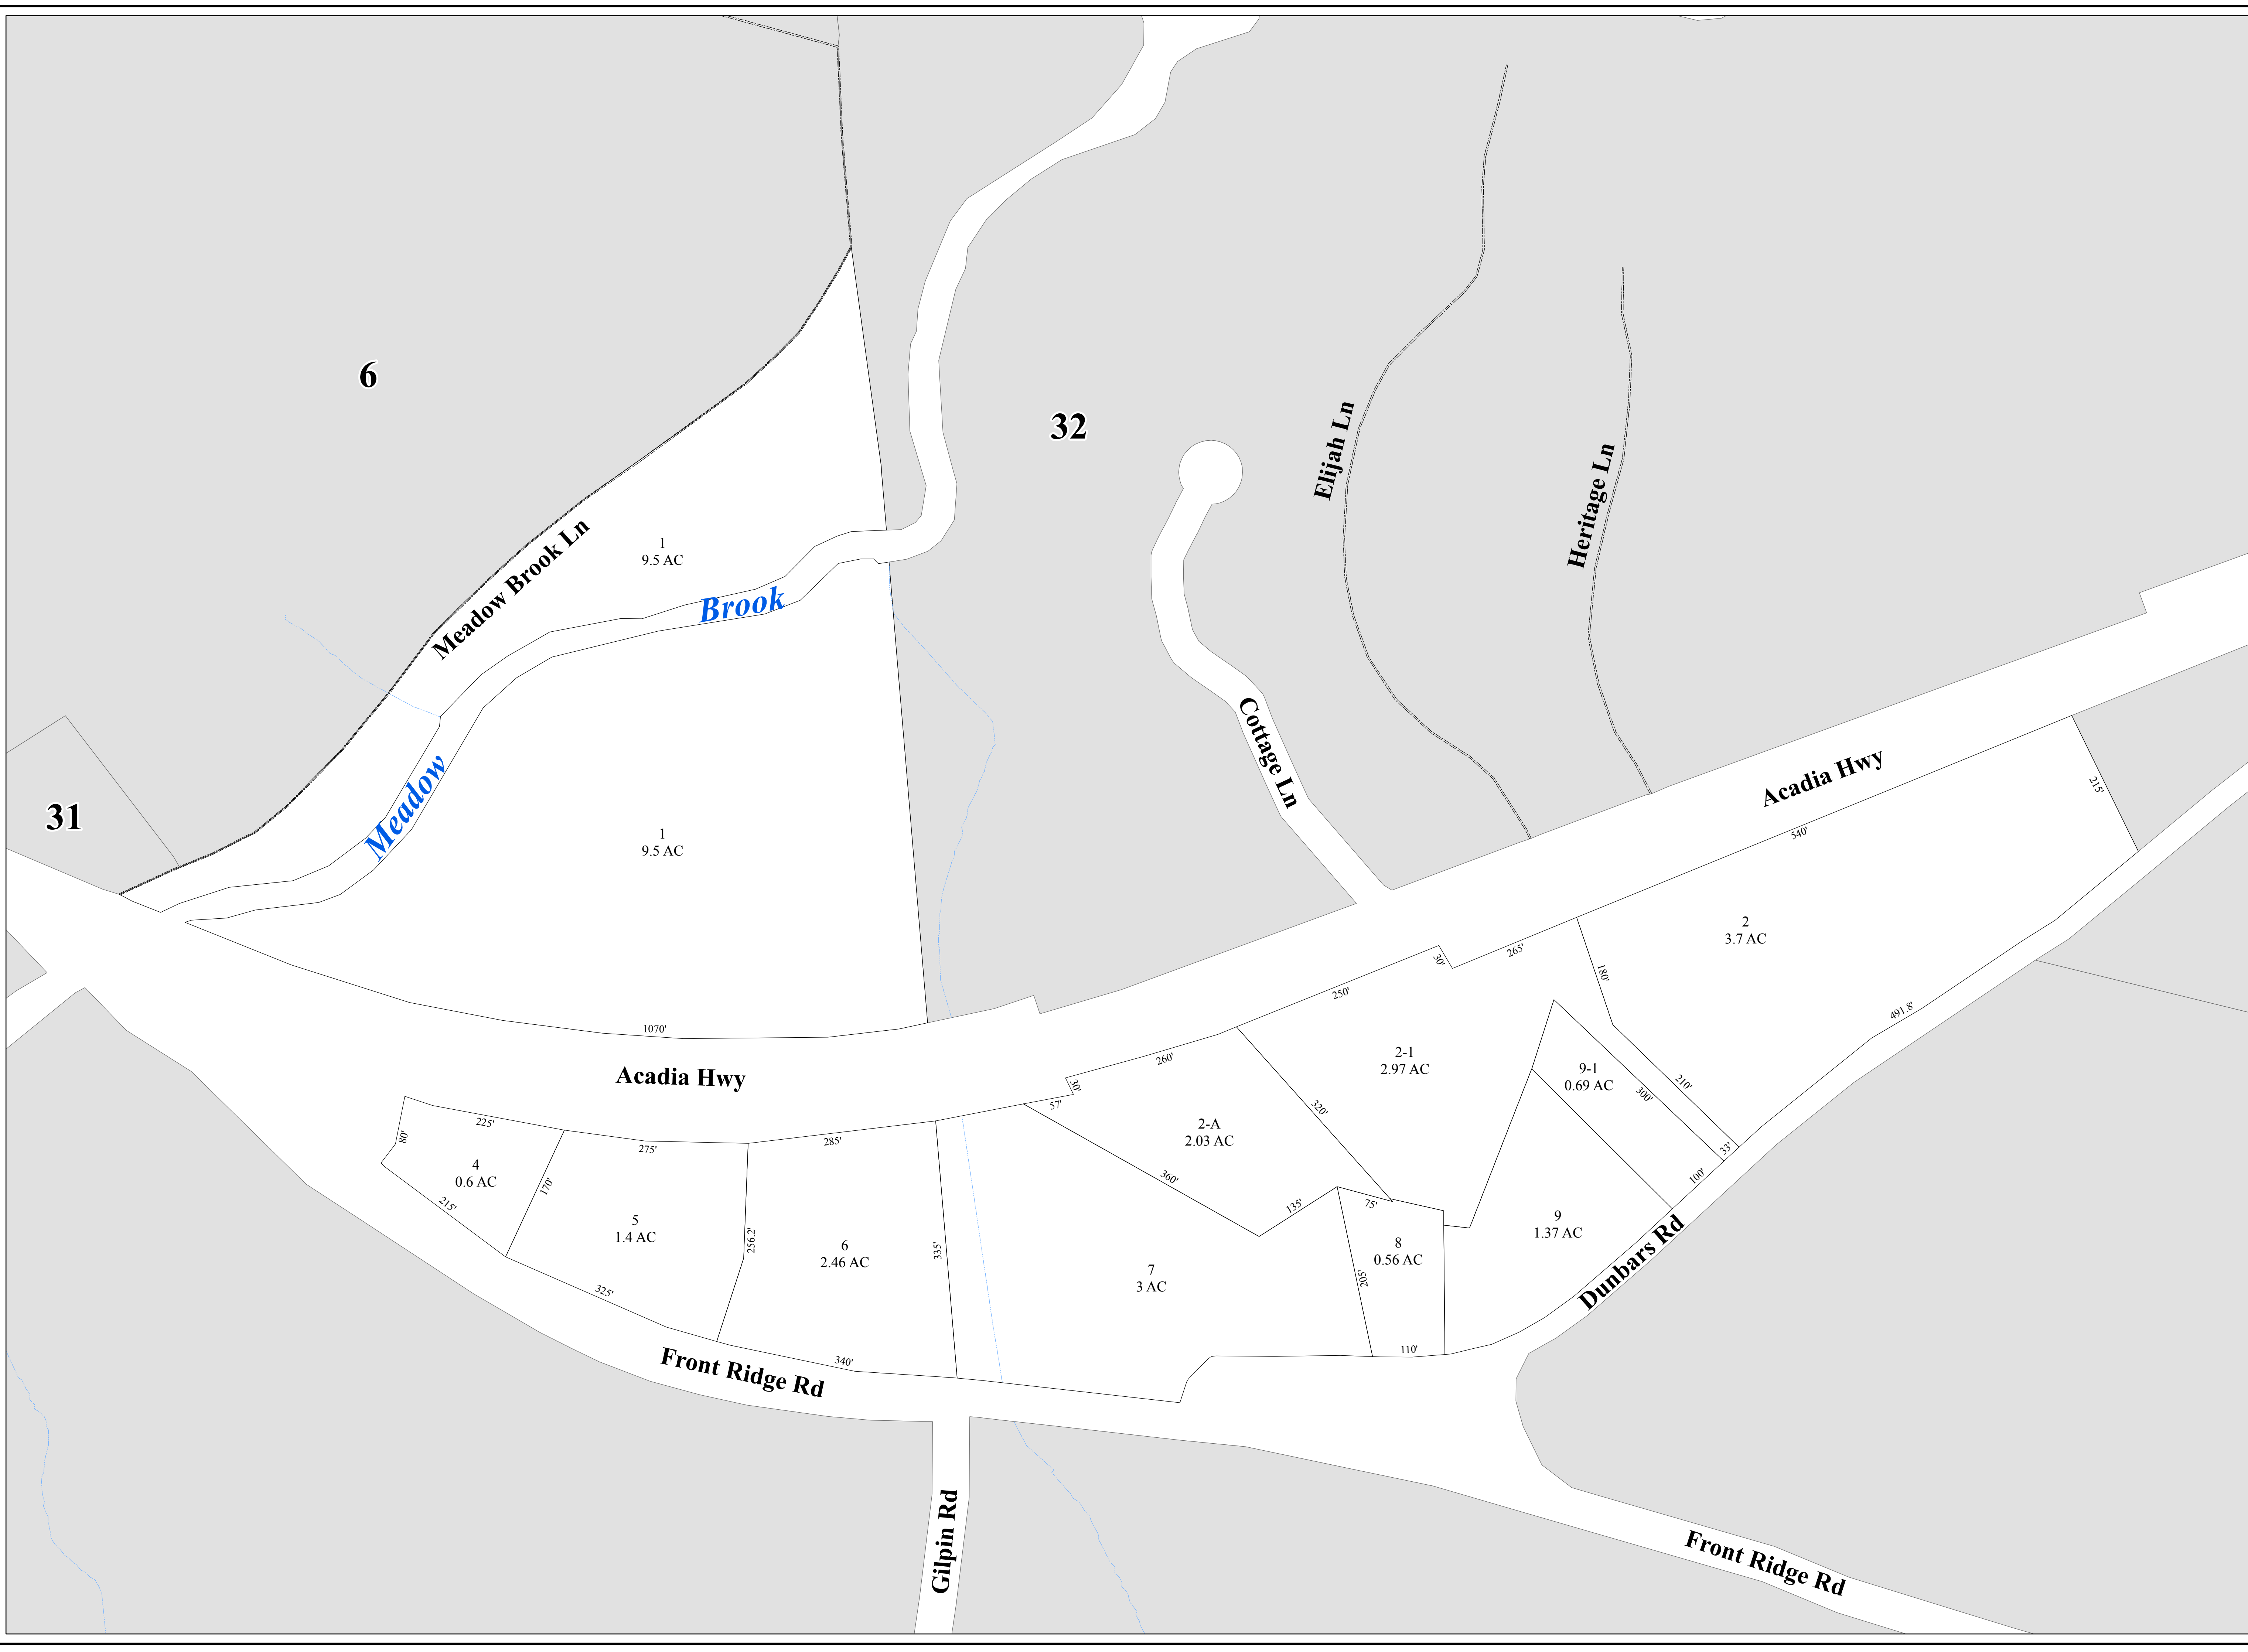 6
32
31
Elijah Ln
Heritage Ln
Meadow Brook Ln
1
9.5 AC
Brook
Meadow
1
9.5 AC
Cottage Ln
Acadia Hwy
215'
540'
2
3.7 AC
265'
30'
250'
180'
491.8'
1070'
Acadia Hwy
260'
30'
57'
2-1
2.97 AC
9-1
0.69 AC
300'
210'
33'
100'
320'
2-A
2.03 AC
360'
135'
75'
225'
80'
4
0.6 AC
215'
170'
275'
5
1.4 AC
325'
256.2'
285'
6
2.46 AC
335'
340'
7
3 AC
205'
8
0.56 AC
110'
9
1.37 AC
Dunbars Rd
Front Ridge Rd
Gilpin Rd
Front Ridge Rd